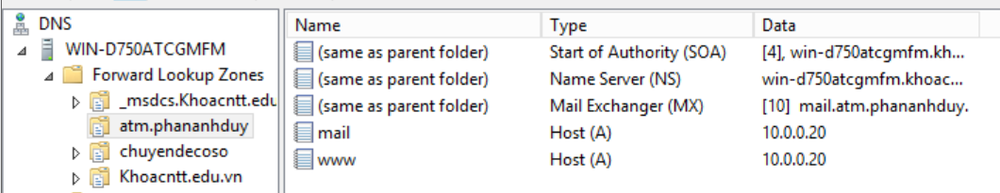 DNS
WIN-D750ATCGMFM
Forward Lookup Zones
_msdcs.Khoacntt.edu
atm.phananhduy
chuyendecoso
Khoacntt.edu.vn
Name Type Data
(same as parent folder) Start of Authority (SOA) [4], win-d750atcgmfm.kh...
(same as parent folder) Name Server (NS) win-d750atcgmfm.khoac...
(same as parent folder) Mail Exchanger (MX) [10] mail.atm.phananhduy.
mail Host (A) 10.0.0.20
www Host (A) 10.0.0.20